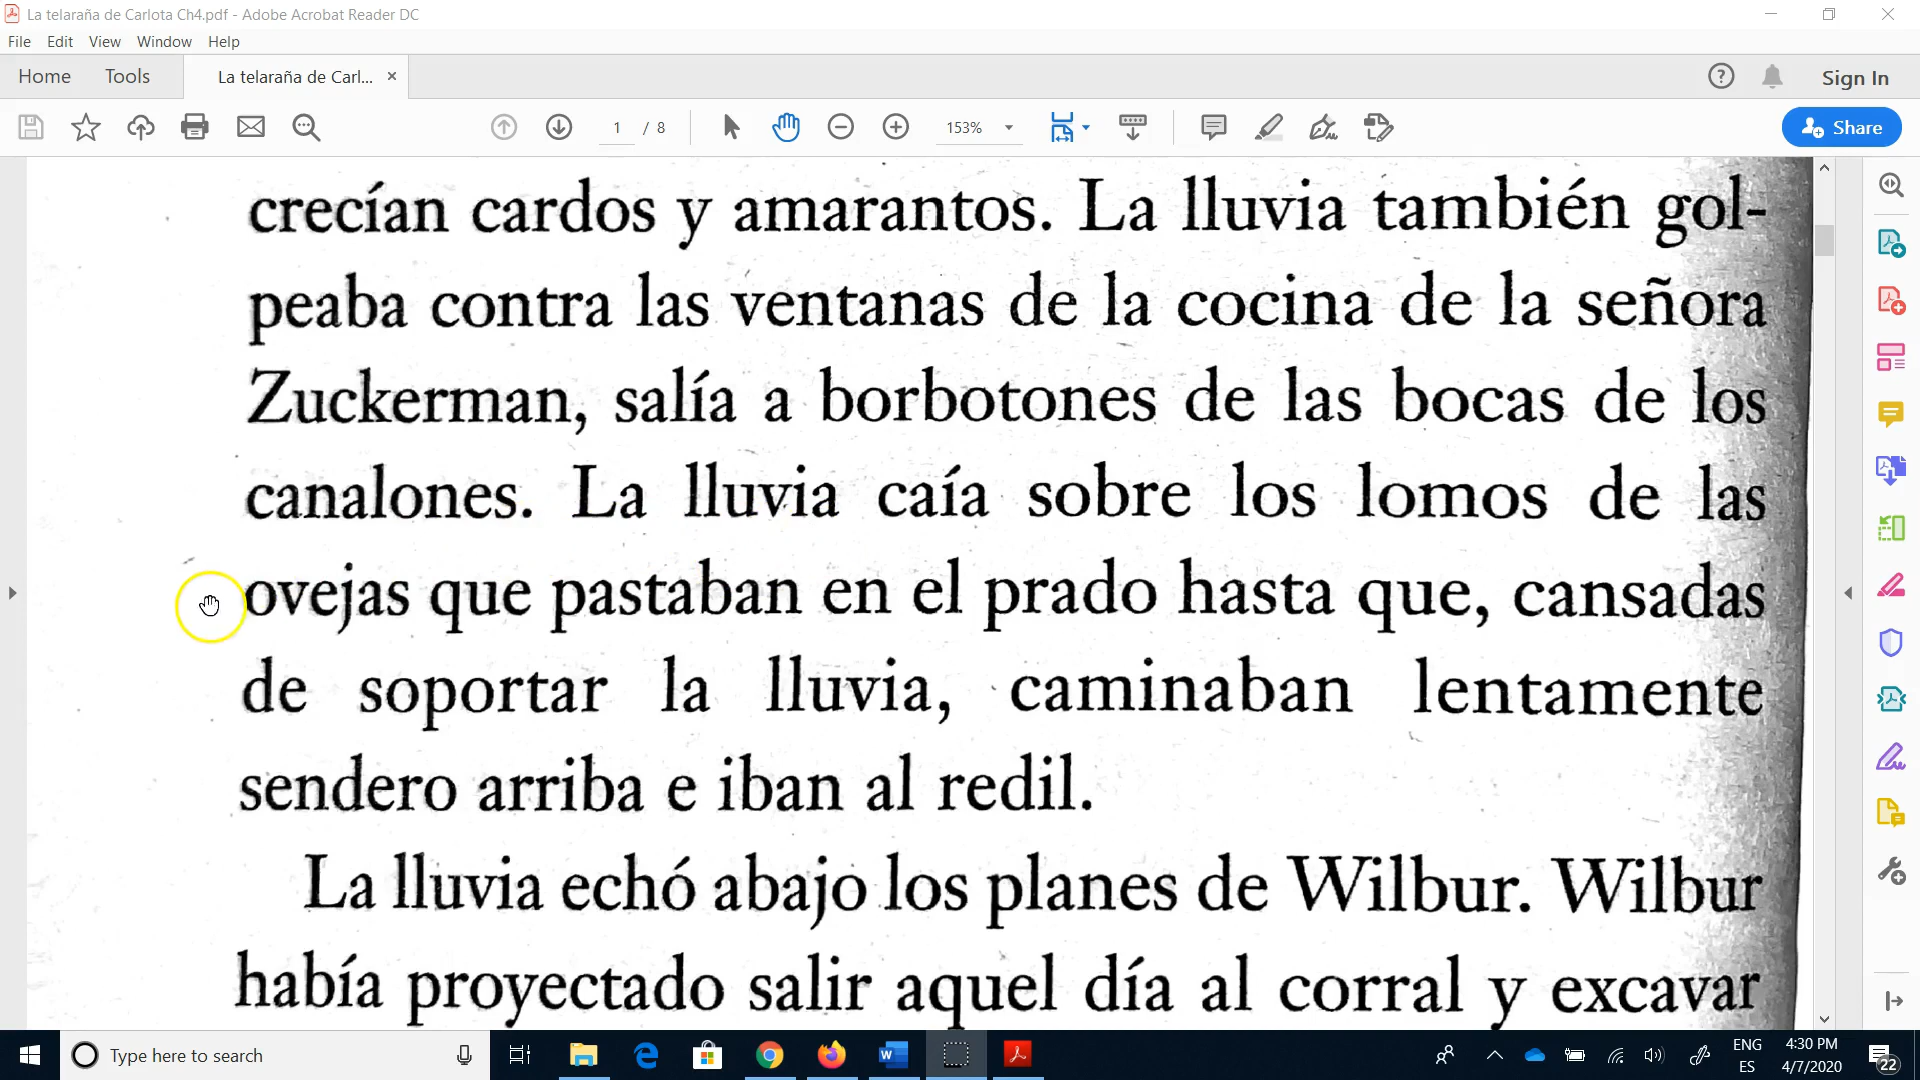 La telaraña de Carlota Ch4.pdf - Adobe Acrobat Reader DC
File Edit View Window Help
Home Tools La telaraña de Carl... × Sign In
1 / 8 153% Share
crecían cardos y amarantos. La lluvia también gol-
peaba contra las ventanas de la cocina de la señora
Zuckerman, salía a borbotones de las bocas de los
canalones. La lluvia caía sobre los lomos de las
ovejas que pastaban en el prado hasta que, cansadas
de soportar la lluvia, caminaban lentamente
sendero arriba e iban al redil.
La lluvia echó abajo los planes de Wilbur. Wilbur
había proyectado salir aquel día al corral y excavar
Type here to search
ENG
ES
4:30 PM
4/7/2020
22